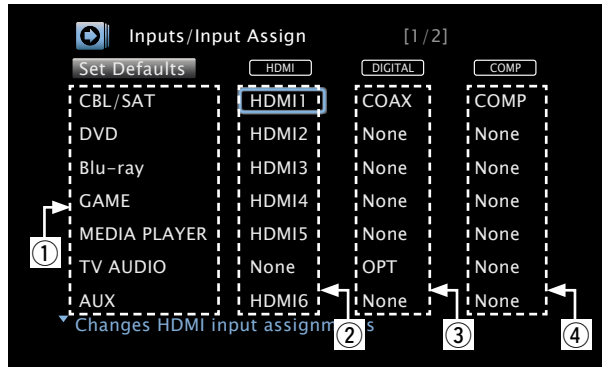 Inputs/Input Assign [1/2]
Set Defaults HDMI DIGITAL COMP
CBL/SAT HDMI1 COAX COMP
DVD HDMI2 None None
Blu-ray HDMI3 None None
GAME HDMI4 None None
MEDIA PLAYER HDMI5 None None
TV AUDIO None OPT None
AUX HDMI6 None None
Changes HDMI input assignm s
① ② ③ ④